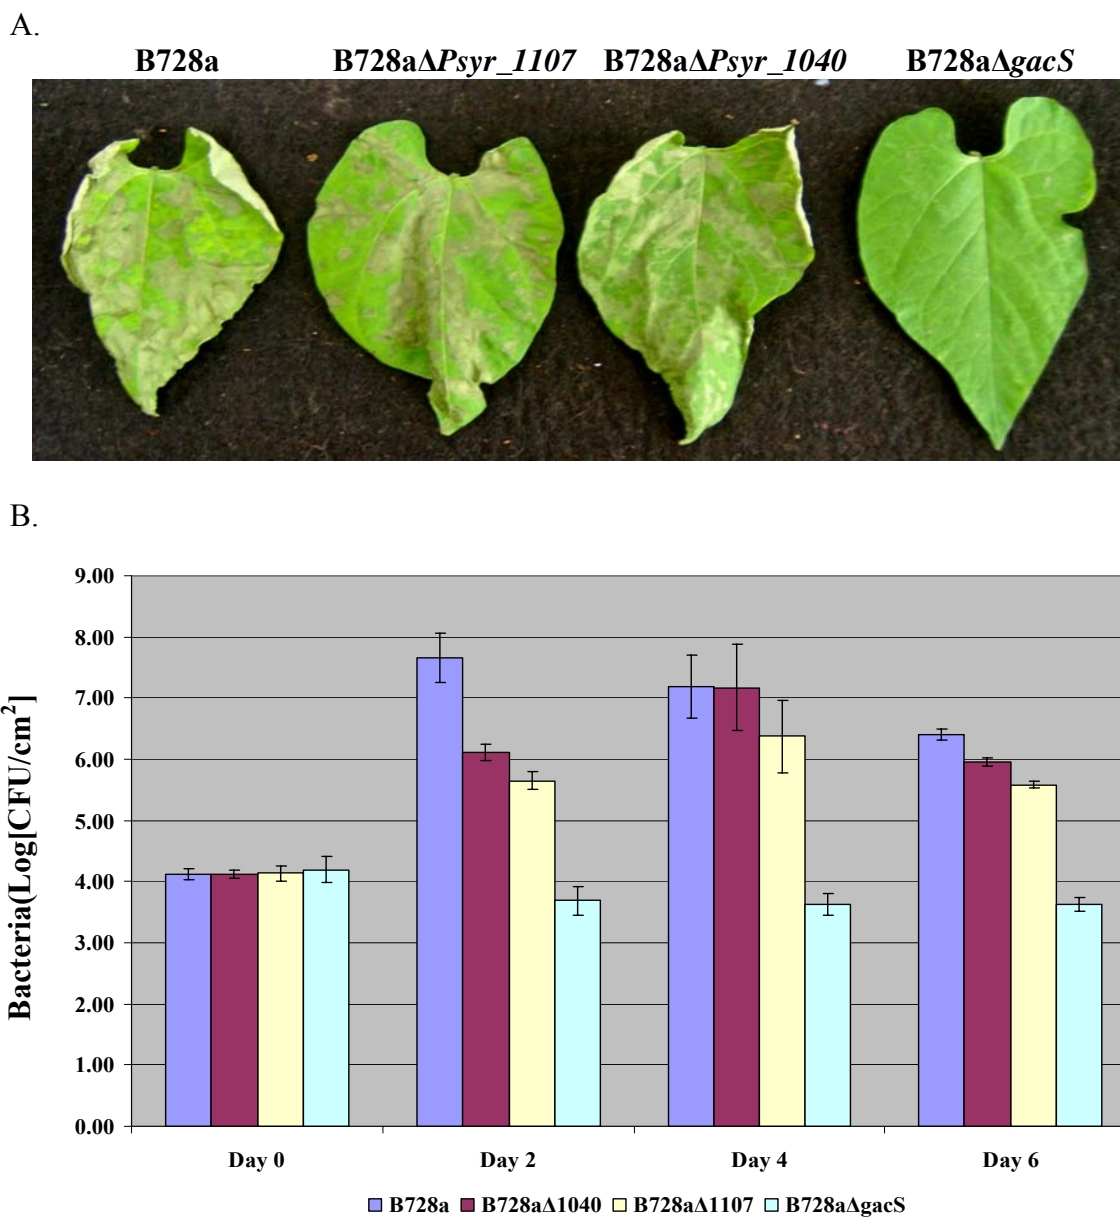 A.
B728a B728aΔPsyr_1107 B728aΔPsyr_1040 B728aΔgacS
B.
Bacteria(Log[CFU/cm²]
9.00
8.00
7.00
6.00
5.00
4.00
3.00
2.00
1.00
0.00
Day 0 Day 2 Day 4 Day 6
B728a B728aΔ1040 B728aΔ1107 B728aΔgacS